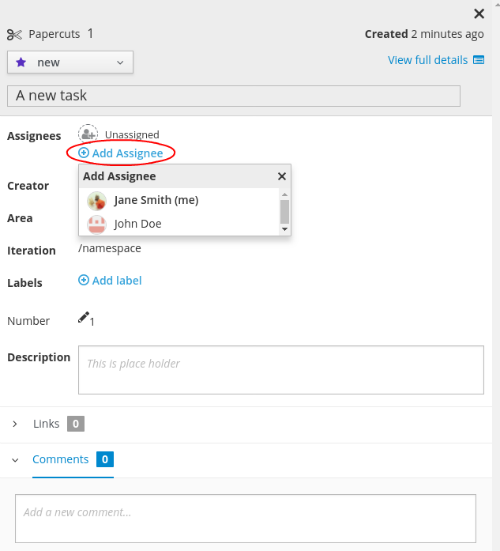 Papercuts 1
Created 2 minutes ago
new
View full details
A new task
Assignees
Unassigned
Add Assignee
Add Assignee
Creator
Jane Smith (me)
Area
John Doe
Iteration
/namespace
Labels
Add label
Number
1
Description
This is place holder
Links 0
Comments 0
Add a new comment...